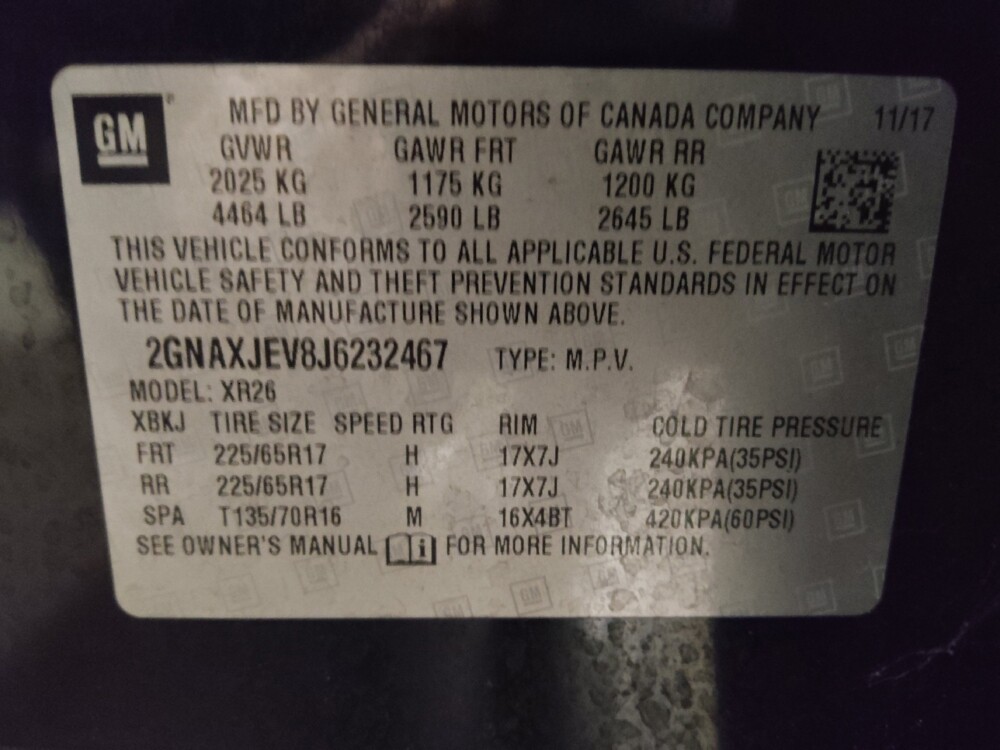 GM
MFD BY GENERAL MOTORS OF CANADA COMPANY 11/17
GVWR GAWR FRT GAWR RR
2025 KG 1175 KG 1200 KG
4464 LB 2590 LB 2645 LB
THIS VEHICLE CONFORMS TO ALL APPLICABLE U.S. FEDERAL MOTOR
VEHICLE SAFETY AND THEFT PREVENTION STANDARDS IN EFFECT ON
THE DATE OF MANUFACTURE SHOWN ABOVE.
2GNAXJEV8J6232467 TYPE: M.P.V.
MODEL: XR26
XBKJ TIRE SIZE SPEED RTG RIM COLD TIRE PRESSURE
FRT 225/65R17 H 17X7J 240KPA(35PSI)
RR 225/65R17 H 17X7J 240KPA(35PSI)
SPA T135/70R16 M 16X4BT 420KPA(60PSI)
SEE OWNER'S MANUAL i FOR MORE INFORMATION.